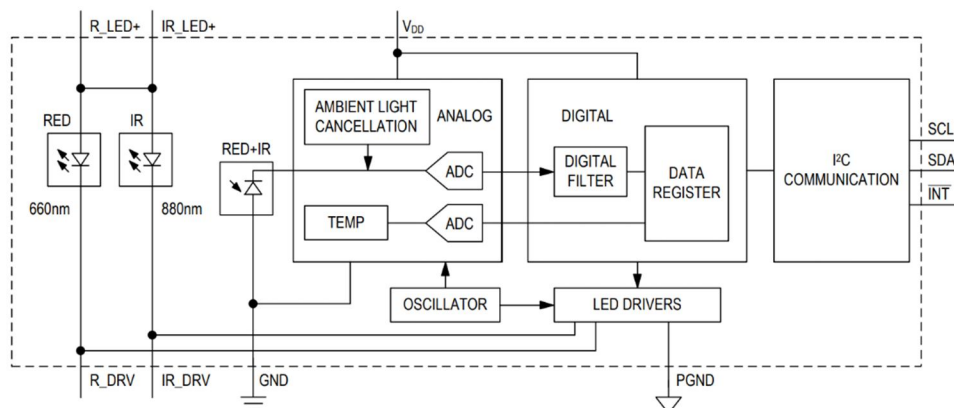 R_LED+
IR_LED+
VDD
RED
IR
660nm
880nm
RED+IR
AMBIENT LIGHT
CANCELLATION
ANALOG
ADC
TEMP
ADC
DIGITAL
DIGITAL
FILTER
DATA
REGISTER
I²C
COMMUNICATION
SCL
SDA
INT
OSCILLATOR
LED DRIVERS
R_DRV
IR_DRV
GND
PGND